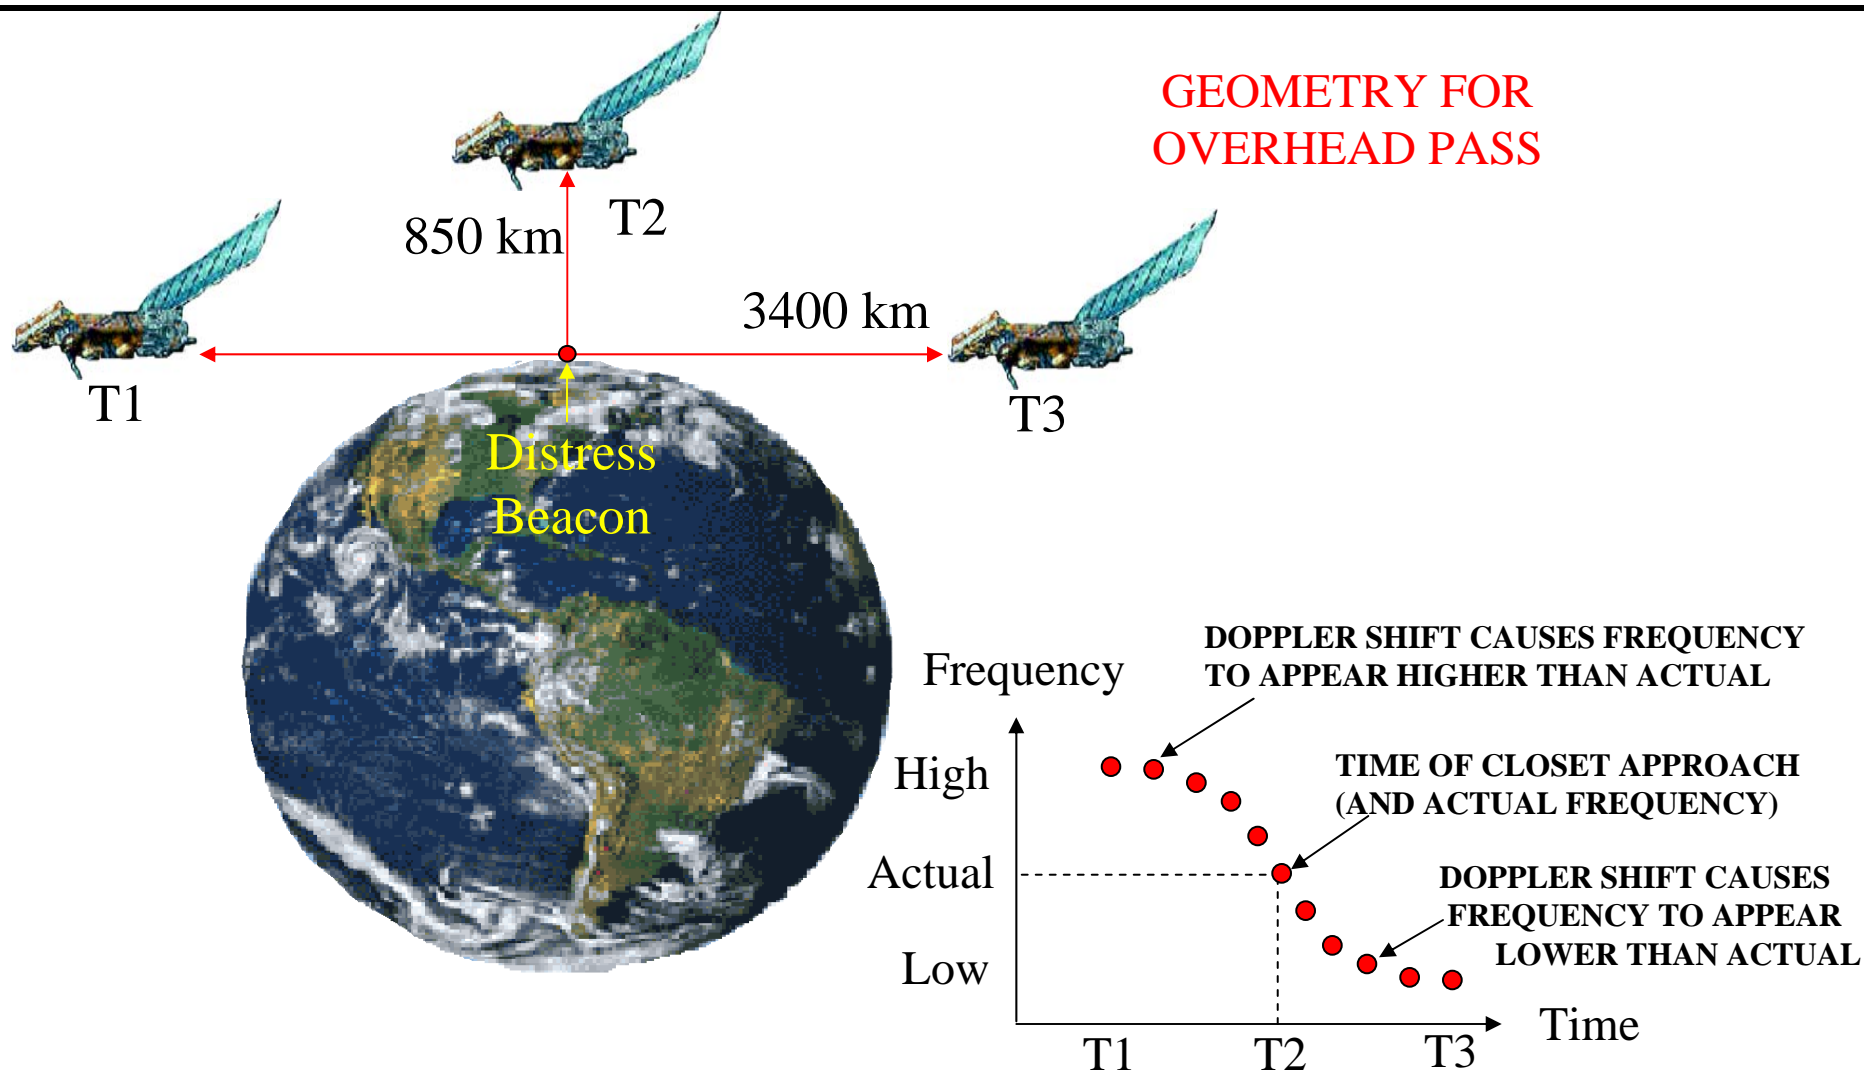 GEOMETRY FOR
OVERHEAD PASS
T2
850 km
3400 km
T1
T3
Distress
Beacon
DOPPLER SHIFT CAUSES FREQUENCY
TO APPEAR HIGHER THAN ACTUAL
Frequency
High
TIME OF CLOSET APPROACH
(AND ACTUAL FREQUENCY)
Actual
DOPPLER SHIFT CAUSES
FREQUENCY TO APPEAR
LOWER THAN ACTUAL
Low
Time
T1
T2
T3